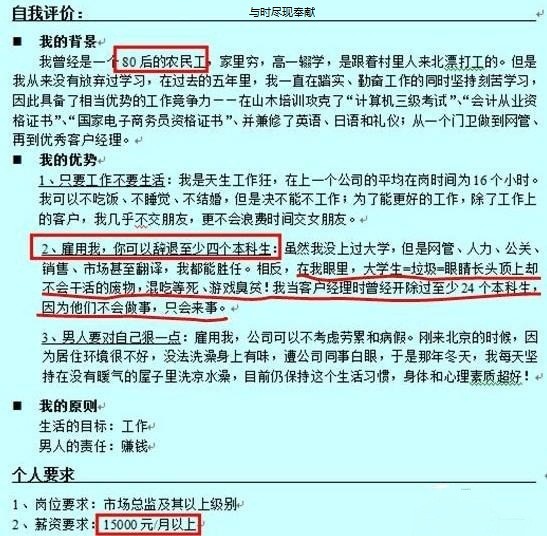 与时尽现奉献
自我评价：
■ 我的背景
我曾经是一个 80 后的农民工，家里穷，高一辍学，是跟着村里人来北漂打工的。但是
我从来没有放弃过学习，在过去的五年里，我一直在踏实、勤奋工作的同时坚持刻苦学习，
因此具备了相当优势的工作竞争力－－在山木培训攻克了“计算机三级考试”、“会计从业资
格证书”、“国家电子商务员资格证书”、并兼修了英语、日语和礼仪；从一个门卫做到网管、
再到优秀客户经理。
■ 我的优势
1、只要工作不要生活：我是天生工作狂，在上一个公司的平均在岗时间为 16 个小时。
我可以不吃饭、不睡觉、不结婚，但是决不能不工作；为了能更好的工作，除了工作上
的客户，我几乎不交朋友，更不会浪费时间交女朋友。
2、雇用我，你可以辞退至少四个本科生：虽然我没上过大学，但是网管、人力、公关、
销售、市场甚至翻译，我都能胜任。相反，在我眼里，大学生=垃圾=眼睛长头顶上却
不会干活的废物，混吃等死、游戏臭贫！我当客户经理时曾经开除过至少 24 个本科生，
因为他们不会做事，只会来事。
3、男人要对自己狠一点：雇用我，公司可以不考虑劳累和病假。刚来北京的时候，因
为居住环境很不好，没法洗澡身上有味，遭公司同事白眼，于是那年冬天，我每天坚
持在没有暖气的屋子里洗凉水澡，目前仍保持这个生活习惯，身体和心理素质超好！
■ 我的原则
生活的目标：工作
男人的责任：赚钱
个人要求
1、岗位要求：市场总监及其以上级别
2、薪资要求：15000 元/月以上